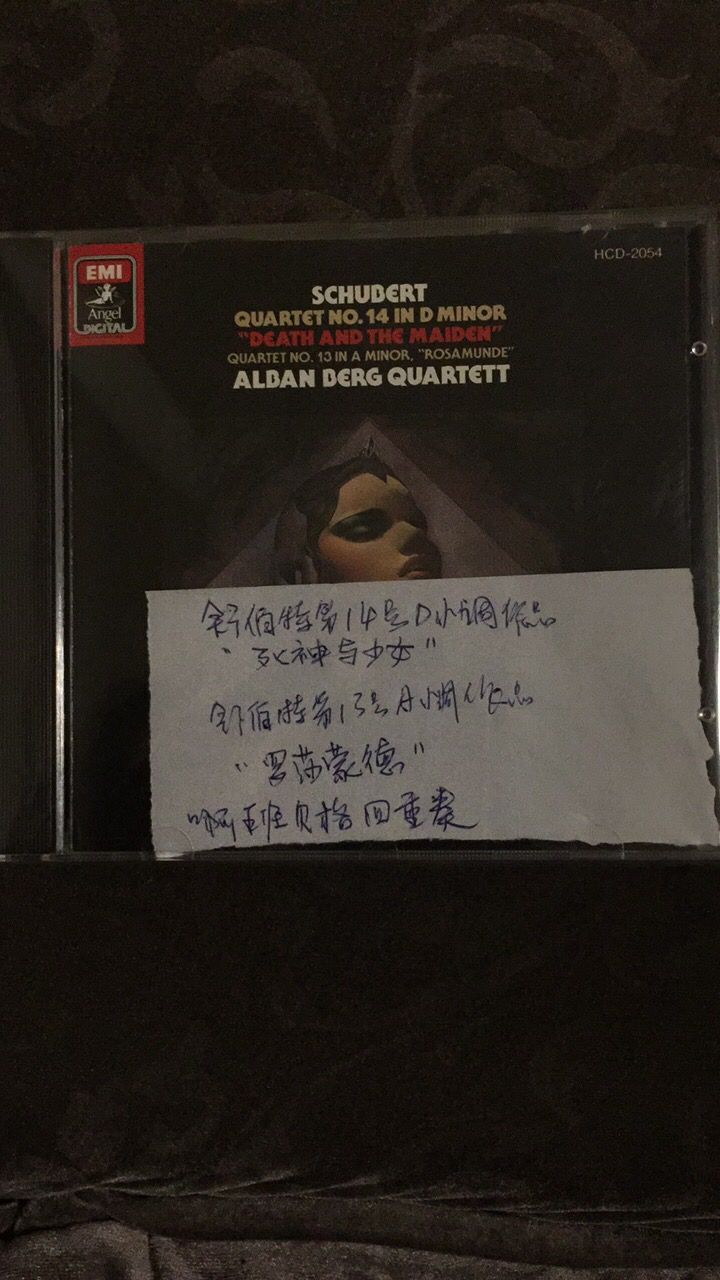 HCD-2054
EMI
Angel
DIGITAL
SCHUBERT
QUARTET NO. 14 IN D MINOR
"DEATH AND THE MAIDEN"
QUARTET NO. 13 IN A MINOR, "ROSAMUNDE"
ALBAN BERG QUARTETT
舒伯特第14号D小调作品
"死神与少女"
舒伯特第13号A小调作品
"罗莎蒙德"
啊班贝格四重奏